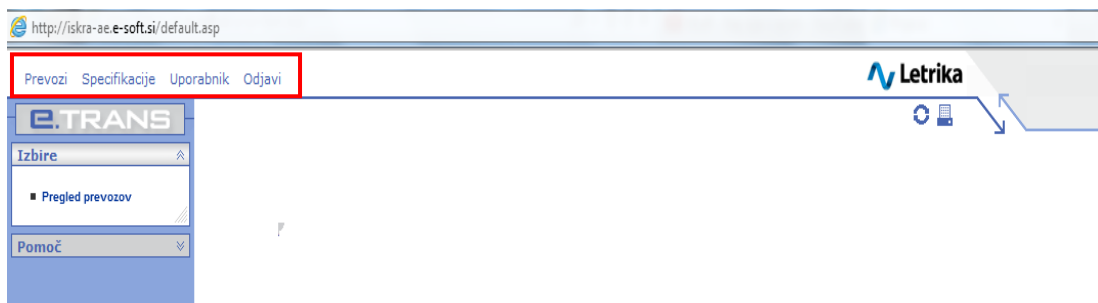 http://iskra-ae.e-soft.si/default.asp
Prevozi Specifikacije Uporabnik Odjavi
Letrika
e.TRANS
Izbire
Pregled prevozov
Pomoč